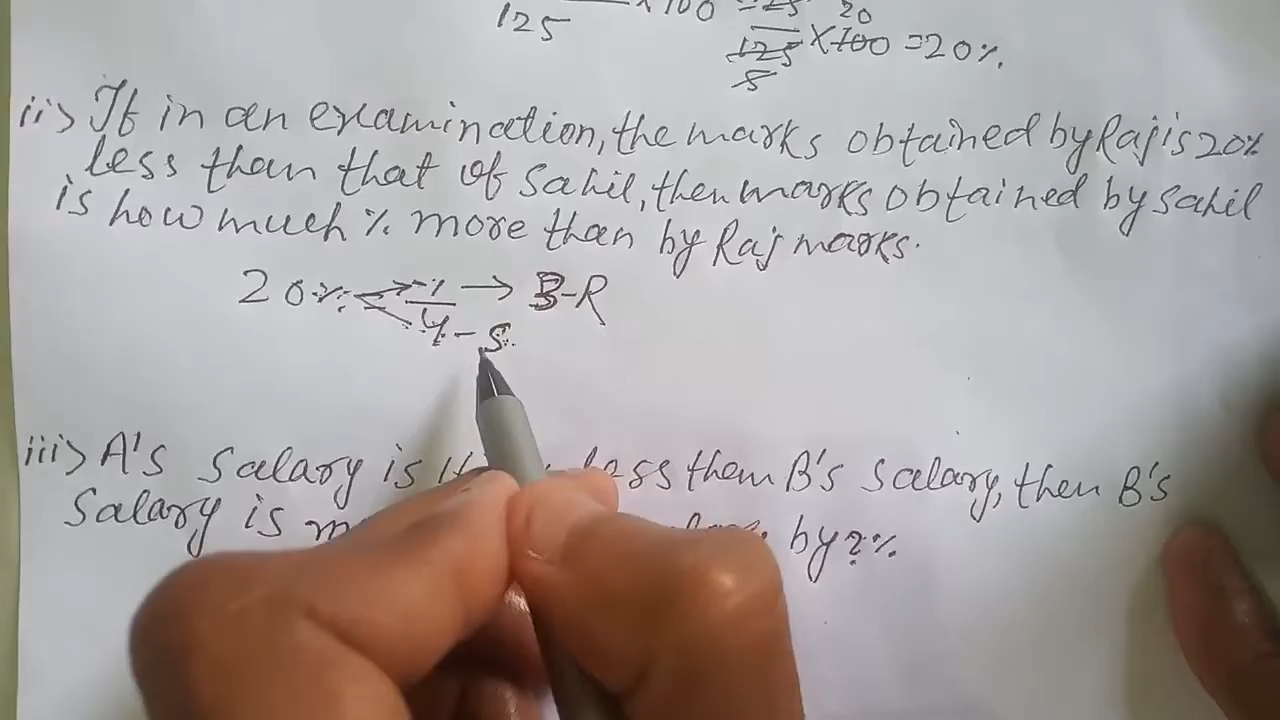 125 ×100 = 25
125 ×100 = 20%
5 20
ii> If in an examination, the marks obtained by Raj is 20%
less than that of Sahil, then marks obtained by Sahil
is how much % more than by Raj marks.
20% → B-R
4-S
iii> A's salary is less them B's salary, then B's
salary is by?%